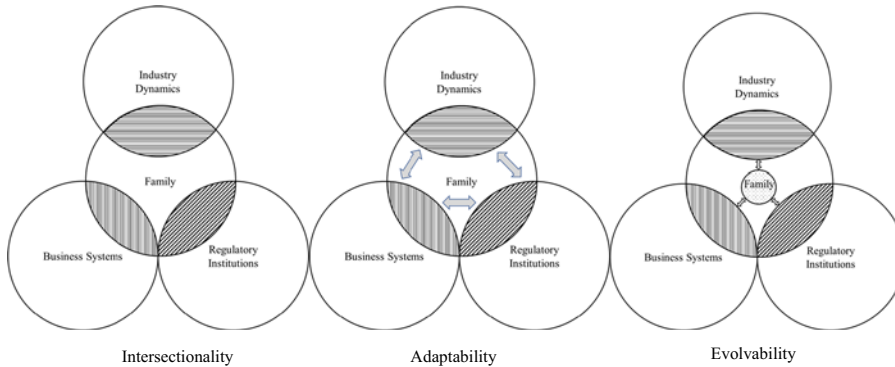 Industry
Dynamics
Family
Business Systems
Regulatory
Institutions
Intersectionality
Industry
Dynamics
Family
Business Systems
Regulatory
Institutions
Adaptability
Industry
Dynamics
Family
Business Systems
Regulatory
Institutions
Evolvability